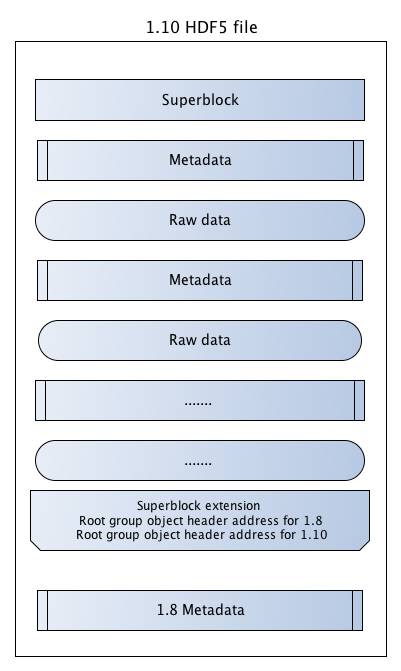 1.10 HDF5 file
Superblock
Metadata
Raw data
Metadata
Raw data
.......
.......
Superblock extension
Root group object header address for 1.8
Root group object header address for 1.10
1.8 Metadata